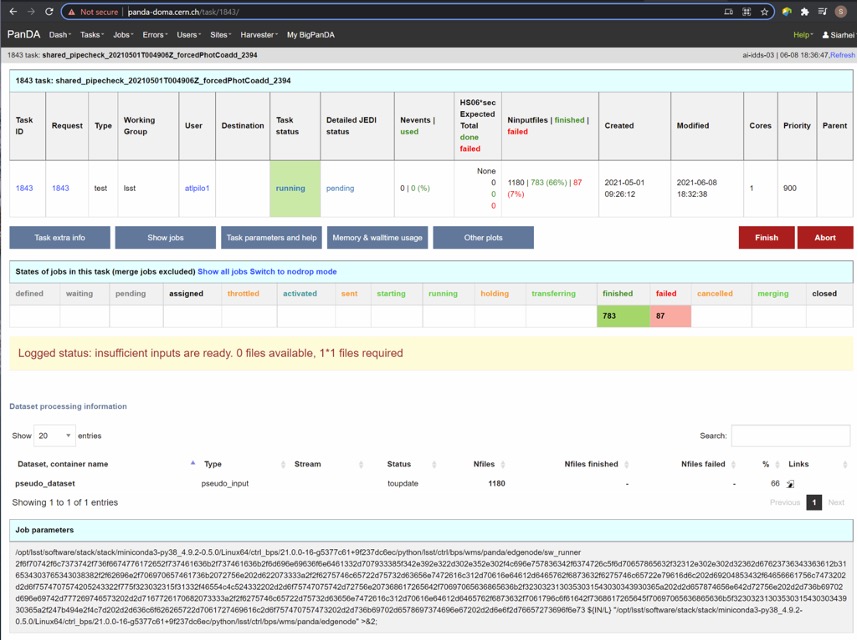 Not secure | panda-doma.cern.ch/task/1843/
PanDA Dash Tasks Jobs Errors Users Sites Harvester My BigPanDA Help Siarhei
1843 task: shared_pipecheck_20210501T004906Z_forcedPhotCoadd_2394 ai-idds-03 | 06-08 18:36:47, Refresh
1843 task: shared_pipecheck_20210501T004906Z_forcedPhotCoadd_2394
Task ID Request Type Working Group User Destination Task status Detailed JEDI status Nevents | used HS06*sec Expected Total done failed Ninputfiles | finished | failed Created Modified Cores Priority Parent
1843 1843 test lsst atlpilo1 running pending 0 | 0 (%) None 0 0 0 1180 | 783 (66%) | 87 (7%) 2021-05-01 09:26:12 2021-06-08 18:32:38 1 900
Task extra info Show jobs Task parameters and help Memory & walltime usage Other plots Finish Abort
States of jobs in this task (merge jobs excluded) Show all jobs Switch to nodrop mode
defined waiting pending assigned throttled activated sent starting running holding transferring finished failed cancelled merging closed
783 87
Logged status: insufficient inputs are ready. 0 files available, 1*1 files required
Dataset processing information
Show 20 entries Search:
Dataset, container name Type Stream Status Nfiles Nfiles finished Nfiles failed % Links
pseudo_dataset pseudo_input toupdate 1180 - - 66
Showing 1 to 1 of 1 entries Previous 1 Next
Job parameters
/opt/lsst/software/stack/stack/miniconda3-py38_4.9.2-0.5.0/Linux64/ctrl_bps/21.0.0-16-g5377c61+9f237dc6ec/python/lsst/ctrl/bps/wms/panda/edgenode/sw_runner
${IN/L} "/opt/lsst/software/stack/stack/miniconda3-py38_4.9.2-
0.5.0/Linux64/ctrl_bps/21.0.0-16-g5377c61+9f237dc6ec/python/lsst/ctrl/bps/wms/panda/edgenode" >&2;